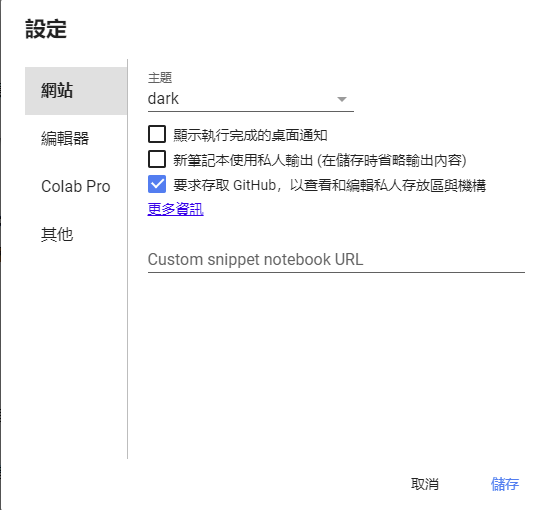 設定
網站
編輯器
Colab Pro
其他
主題
dark
顯示執行完成的桌面通知
新筆記本使用私人輸出 (在儲存時省略輸出內容)
要求存取 GitHub，以查看和編輯私人存放區與機構
更多資訊
Custom snippet notebook URL
取消
儲存